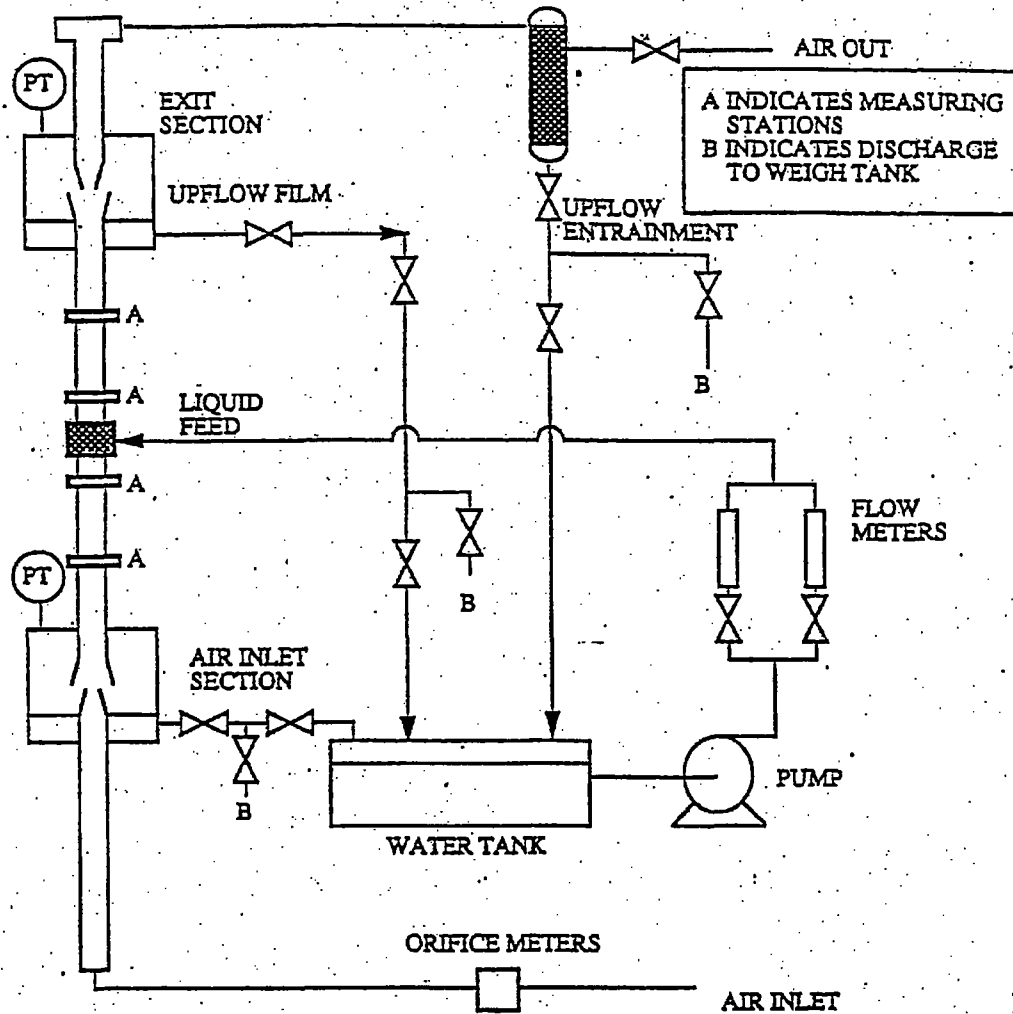 AIR OUT
PT
EXIT
SECTION
A INDICATES MEASURING
STATIONS
B INDICATES DISCHARGE
TO WEIGH TANK
UPFLOW FILM
UPFLOW
ENTRAINMENT
A
B
A
LIQUID
FEED
A
FLOW
METERS
A
PT
B
AIR INLET
SECTION
B
PUMP
WATER TANK
ORIFICE METERS
AIR INLET